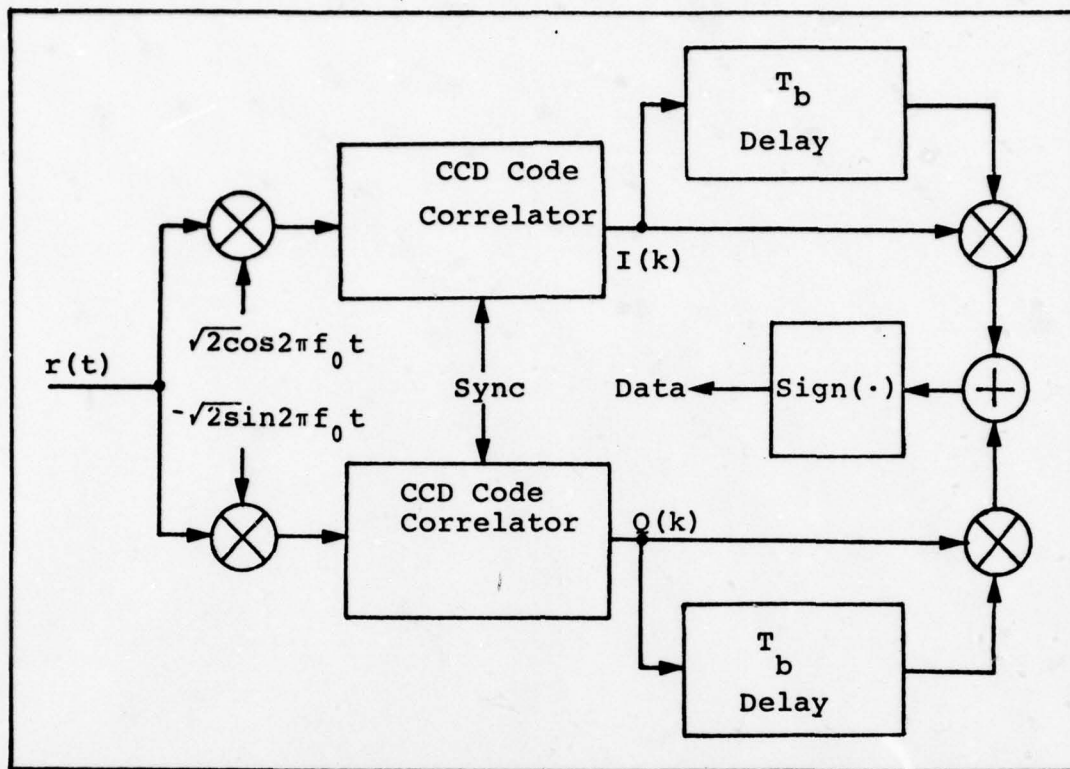 T_b
Delay
CCD Code
Correlator
I(k)
√2cos2πf_0t
r(t)
Sync
Data
Sign(·)
+
-√2sin2πf_0t
CCD Code
Correlator
Q(k)
T_b
Delay